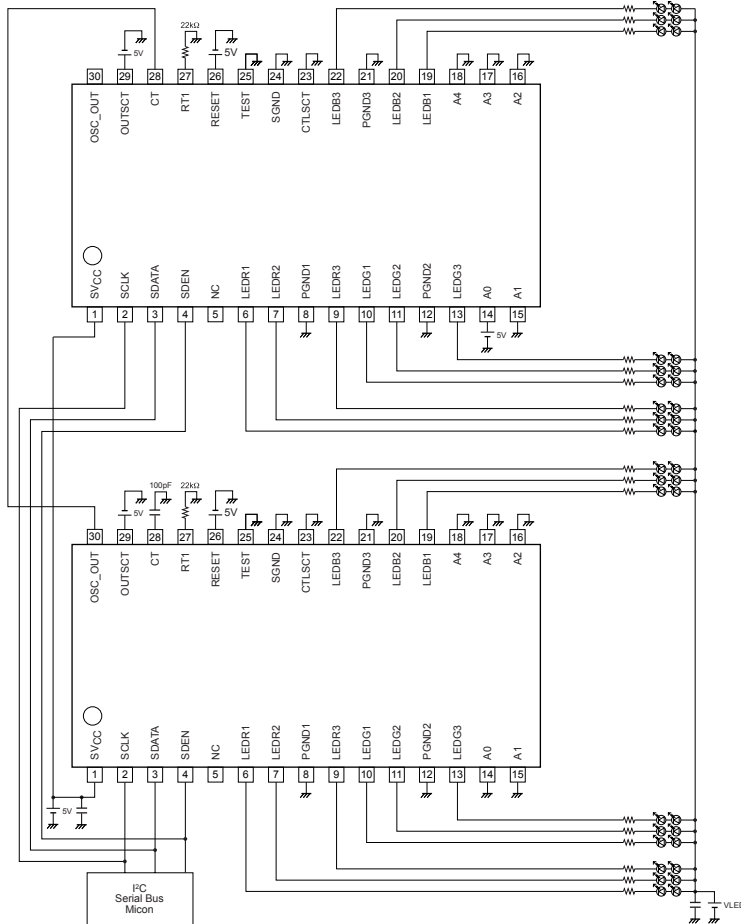 22kΩ
5V
5V
30 29 28 27 26 25 24 23 22 21 20 19 18 17 16
OSC_OUT OUTSCT CT RT1 RESET TEST SGND CTLSCT LEDB3 PGND3 LEDB2 LEDB1 A4 A3 A2
SVCC SCLK SDATA SDEN NC LEDR1 LEDR2 PGND1 LEDR3 LEDG1 LEDG2 PGND2 LEDG3 A0 A1
1 2 3 4 5 6 7 8 9 10 11 12 13 14 15
5V
100pF 22kΩ
5V
5V
30 29 28 27 26 25 24 23 22 21 20 19 18 17 16
OSC_OUT OUTSCT CT RT1 RESET TEST SGND CTLSCT LEDB3 PGND3 LEDB2 LEDB1 A4 A3 A2
SVCC SCLK SDATA SDEN NC LEDR1 LEDR2 PGND1 LEDR3 LEDG1 LEDG2 PGND2 LEDG3 A0 A1
1 2 3 4 5 6 7 8 9 10 11 12 13 14 15
5V
I²C
Serial Bus
Micon
VLED